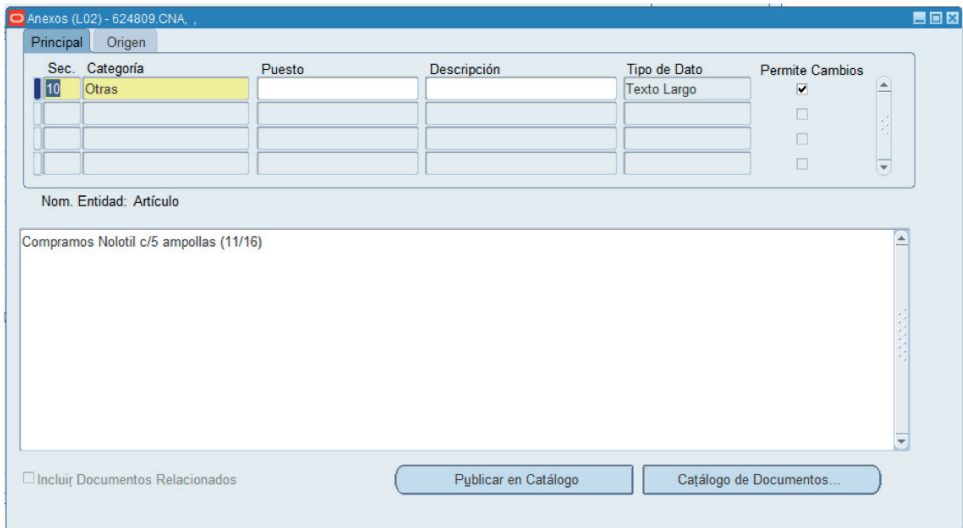 Anexos (L02) - 624809.CNA, ,
Principal Origen
Sec. Categoría Puesto Descripción Tipo de Dato Permite Cambios
10 Otras Texto Largo
Nom. Entidad: Artículo
Compramos Nolotil c/5 ampollas (11/16)
Incluir Documentos Relacionados Publicar en Catálogo Catálogo de Documentos...